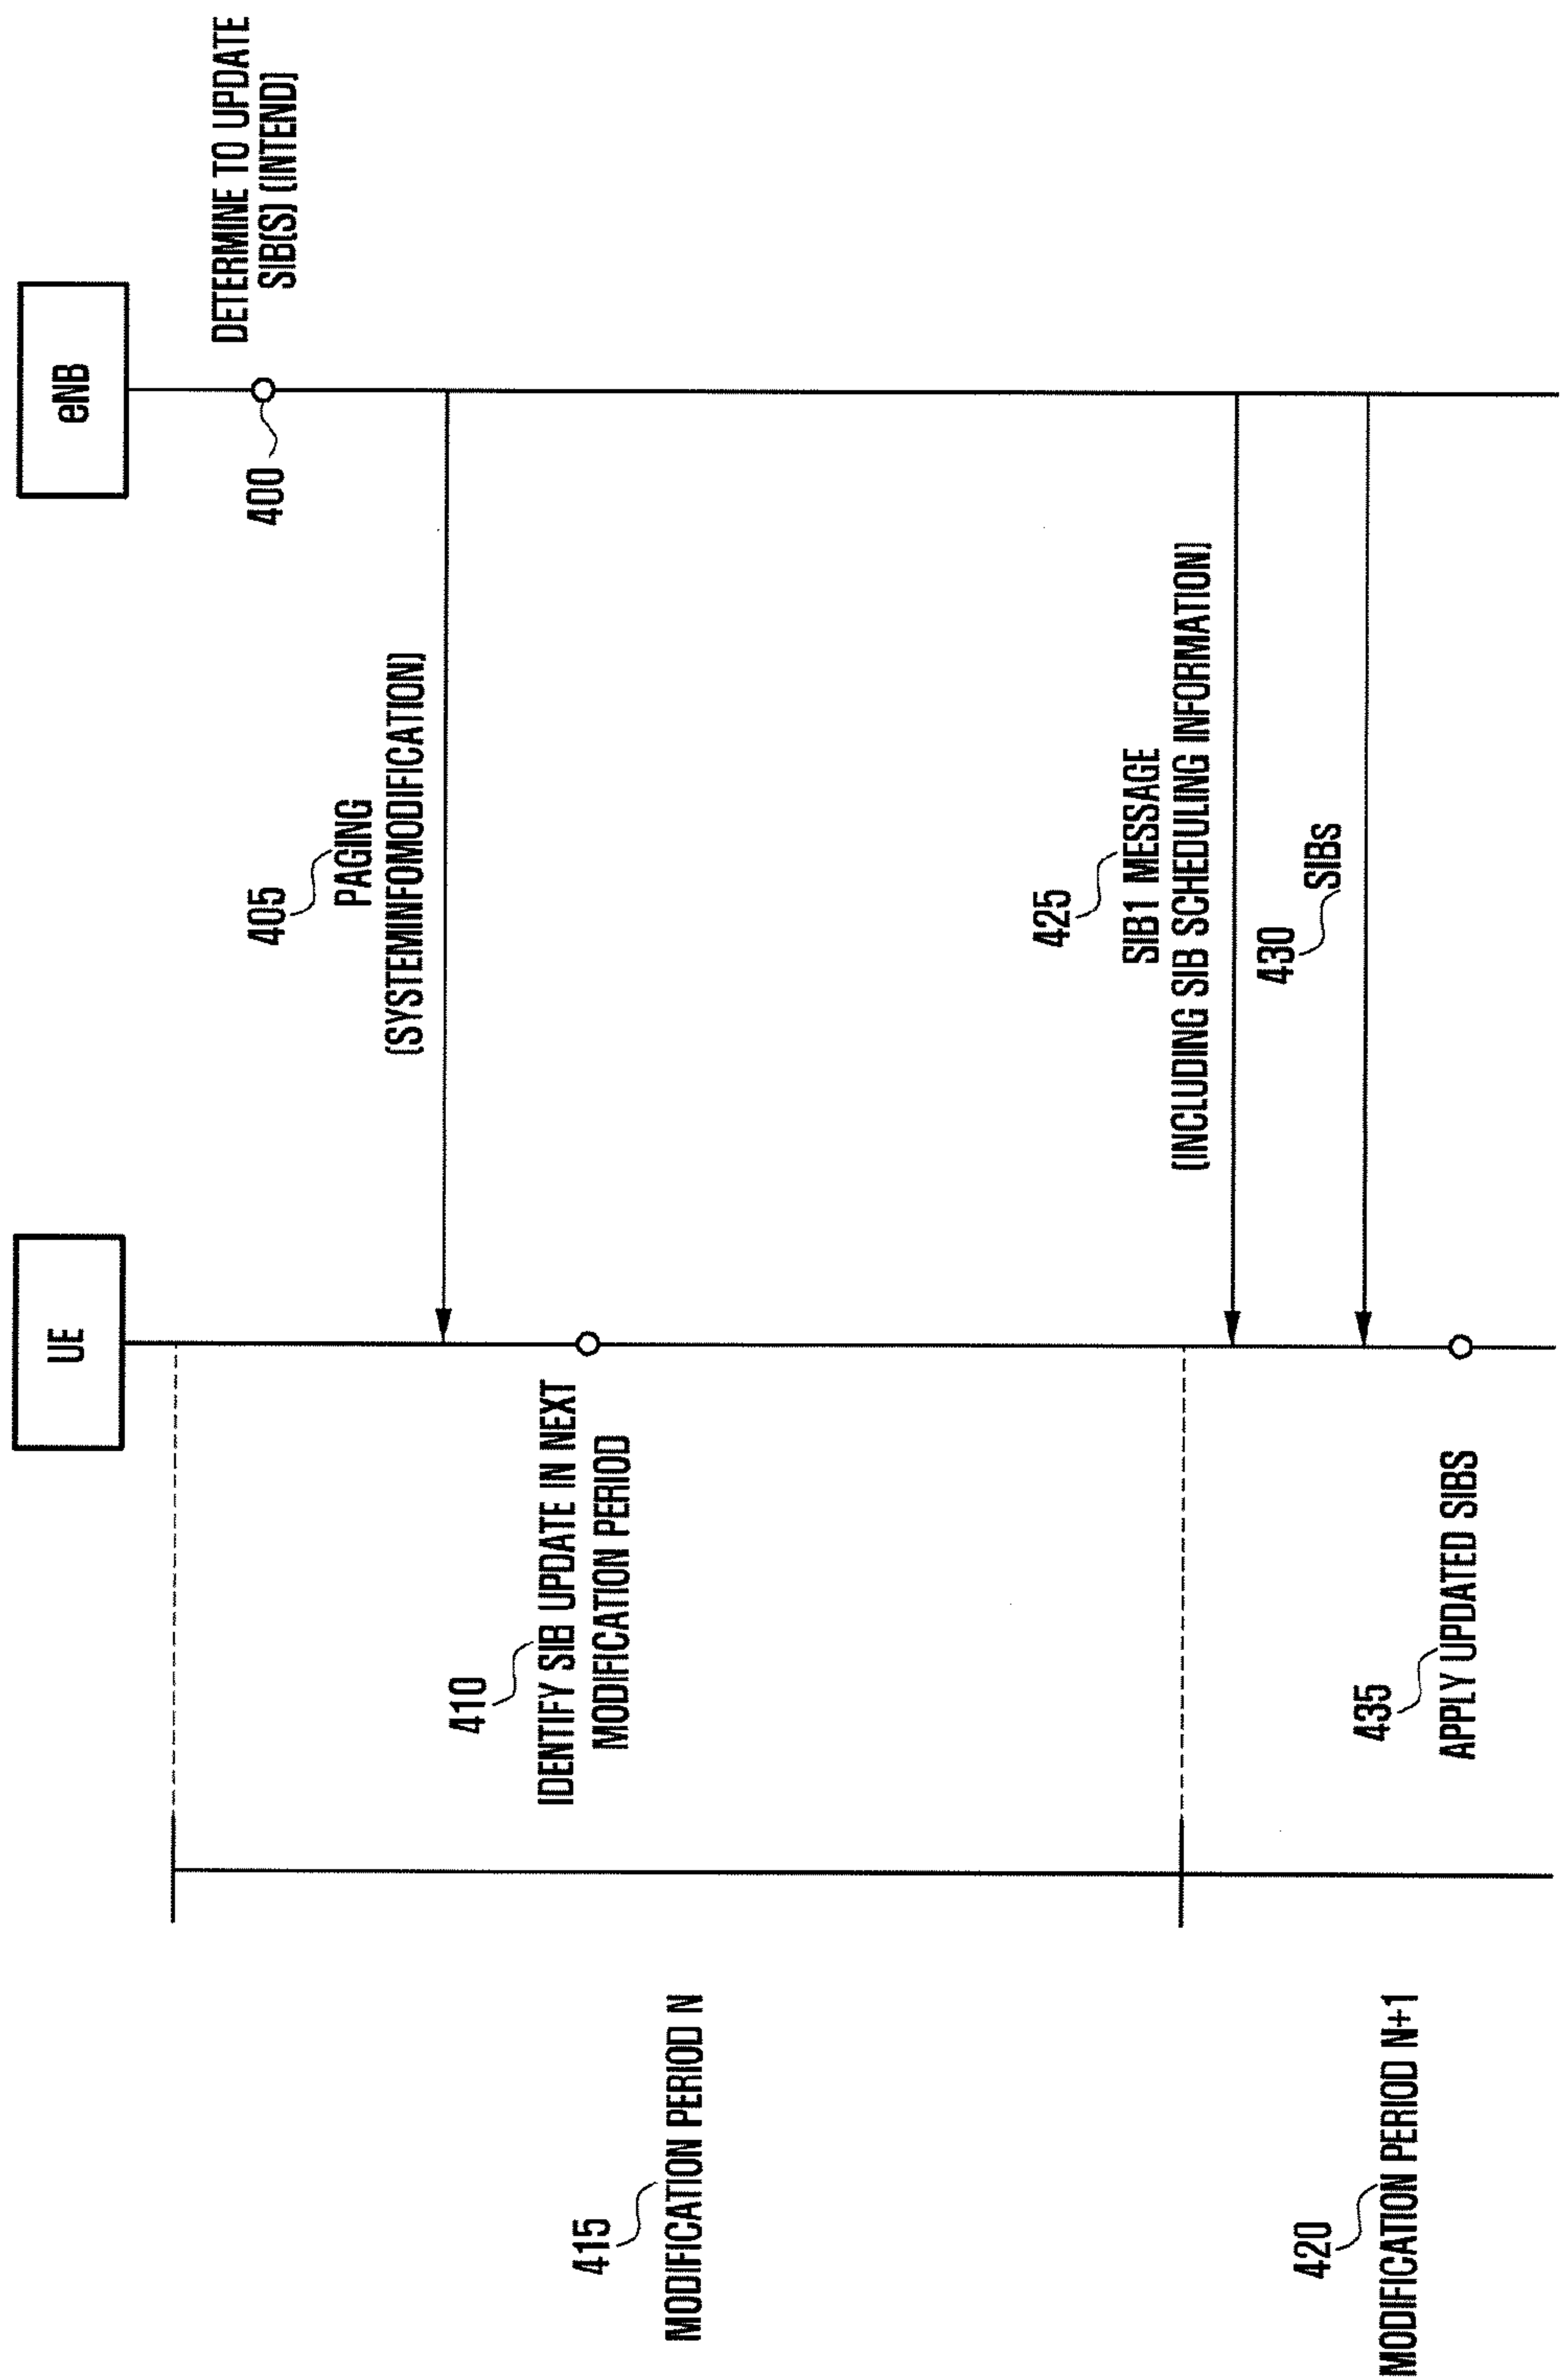 UE
eNB
DETERMINE TO UPDATE
SIB(S) (INTEND)
400
405
PAGING
(SYSTEMINFOMODIFICATION)
410
IDENTIFY SIB UPDATE IN NEXT
MODIFICATION PERIOD
415
MODIFICATION PERIOD N
425
SIB1 MESSAGE
(INCLUDING SIB SCHEDULING INFORMATION)
430
SIBs
435
APPLY UPDATED SIBS
420
MODIFICATION PERIOD N+1